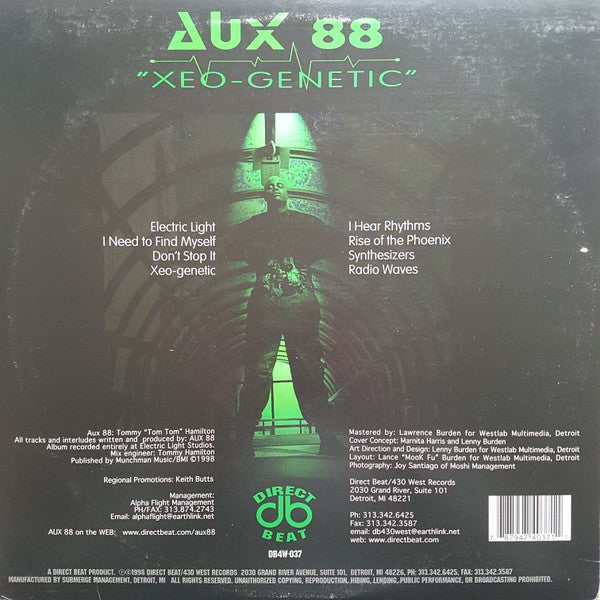 AUX 88
"XEO-GENETIC"
Electric Light
I Need to Find Myself
Don't Stop It
Xeo-genetic
I Hear Rhythms
Rise of the Phoenix
Synthesizers
Radio Waves
Aux 88: Tommy "Tom Tom" Hamilton
All tracks and interludes written and produced by: AUX 88
Album recorded entirely at Electric Light Studios.
Mix engineer: Tommy Hamilton
Published by Munchman Music/BMI ©1998
Regional Promotions: Keith Butts
Management:
Alpha Flight Management
PH/FAX: 313.874.2743
Email: alphaflight@earthlink.net
AUX 88 on the WEB: www.directbeat.com/aux88
DIRECT
db
BEAT
DB4W-037
Mastered by: Lawrence Burden for Westlab Multimedia, Detroit
Cover Concept: Marnita Harris and Lenny Burden
Art Direction and Design: Lenny Burden for Westlab Multimedia, Detroit
Layout: Lance "MooK Fu" Burden for Westlab Multimedia, Detroit
Photography: Joy Santiago of Moshi Management
Direct Beat/430 West Records
2030 Grand River, Suite 101
Detroit, MI 48221
Ph: 313.342.6425
Fax: 313.342.3587
Email: db430west@earthlink.net
web: www.directbeat.com
7 87947 40371 1
A DIRECT BEAT PRODUCT. ℗©1998 DIRECT BEAT/430 WEST RECORDS 2030 GRAND RIVER AVENUE, SUITE 101, DETROIT, MI 48226, PH. 313.342.6425, FAX. 313.342.3587
MANUFACTURED BY SUBMERGE MANAGEMENT, DETROIT, MI ALL RIGHTS RESERVED. UNAUTHORIZED COPYING, REPRODUCTION, HIRING, LENDING, PUBLIC PERFORMANCE, OR BROADCASTING PROHIBITED.